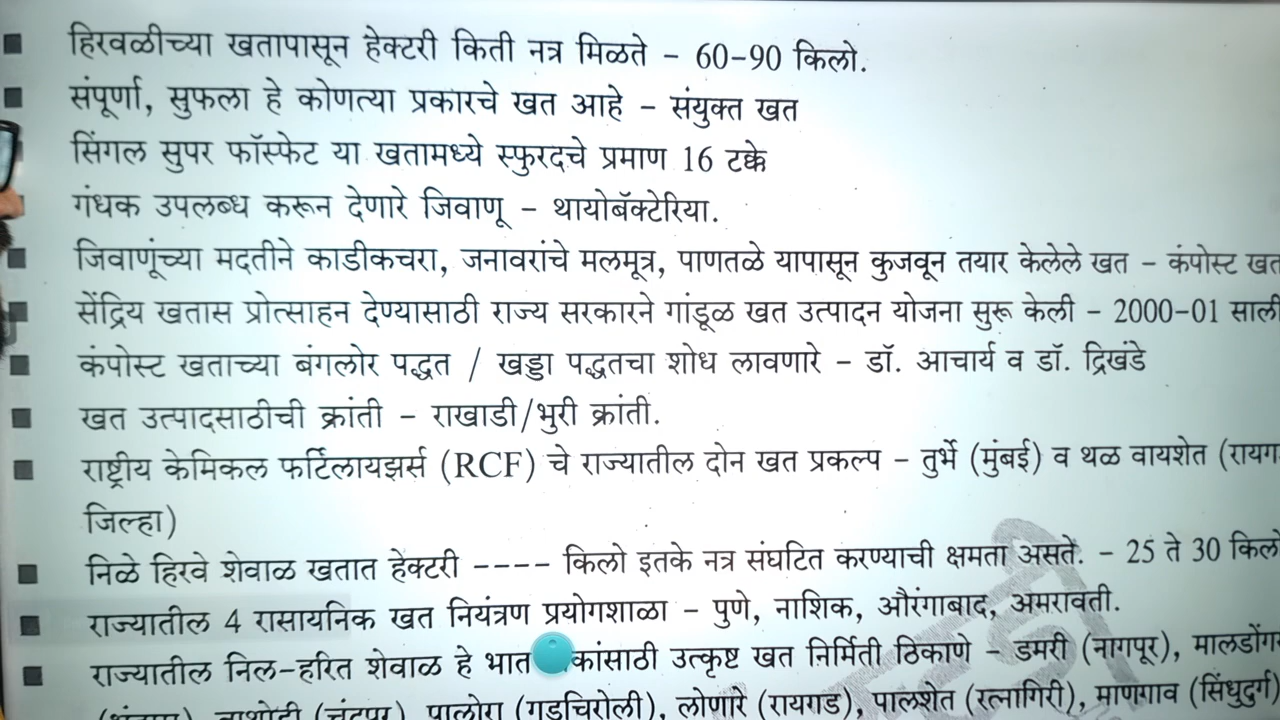 हिरवळीच्या खतापासून हेक्टरी किती नत्र मिळते - 60-90 किलो.
संपूर्णा, सुफला हे कोणत्या प्रकारचे खत आहे - संयुक्त खत
सिंगल सुपर फॉस्फेट या खतामध्ये स्फुरदचे प्रमाण 16 टक्के
गंधक उपलब्ध करून देणारे जिवाणू - थायोबॅक्टेरिया.
जिवाणूंच्या मदतीने काडीकचरा, जनावरांचे मलमूत्र, पाणतळे यापासून कुजवून तयार केलेले खत - कंपोस्ट खत
सेंद्रिय खतास प्रोत्साहन देण्यासाठी राज्य सरकारने गांडूळ खत उत्पादन योजना सुरू केली - 2000-01 साली
कंपोस्ट खताच्या बंगलोर पद्धत / खड्डा पद्धतचा शोध लावणारे - डॉ. आचार्य व डॉ. द्रिखंडे
खत उत्पादसाठीची क्रांती - राखाडी/भुरी क्रांती.
राष्ट्रीय केमिकल फर्टिलायझर्स (RCF) चे राज्यातील दोन खत प्रकल्प - तुर्भे (मुंबई) व थळ वायशेत (रायग
जिल्हा)
निळे हिरवे शेवाळ खतात हेक्टरी ---- किलो इतके नत्र संघटित करण्याची क्षमता असते. - 25 ते 30 किलो
राज्यातील 4 रासायनिक खत नियंत्रण प्रयोगशाळा - पुणे, नाशिक, औरंगाबाद, अमरावती.
राज्यातील निल-हरित शेवाळ हे भात कांसाठी उत्कृष्ट खत निर्मिती ठिकाणे - डमरी (नागपूर), मालडोंग
(चंद्रपूर), पालोरा (गडचिरोली), लोणारे (रायगड), पालशेत (रत्नागिरी), माणगाव (सिंधुदुर्ग)